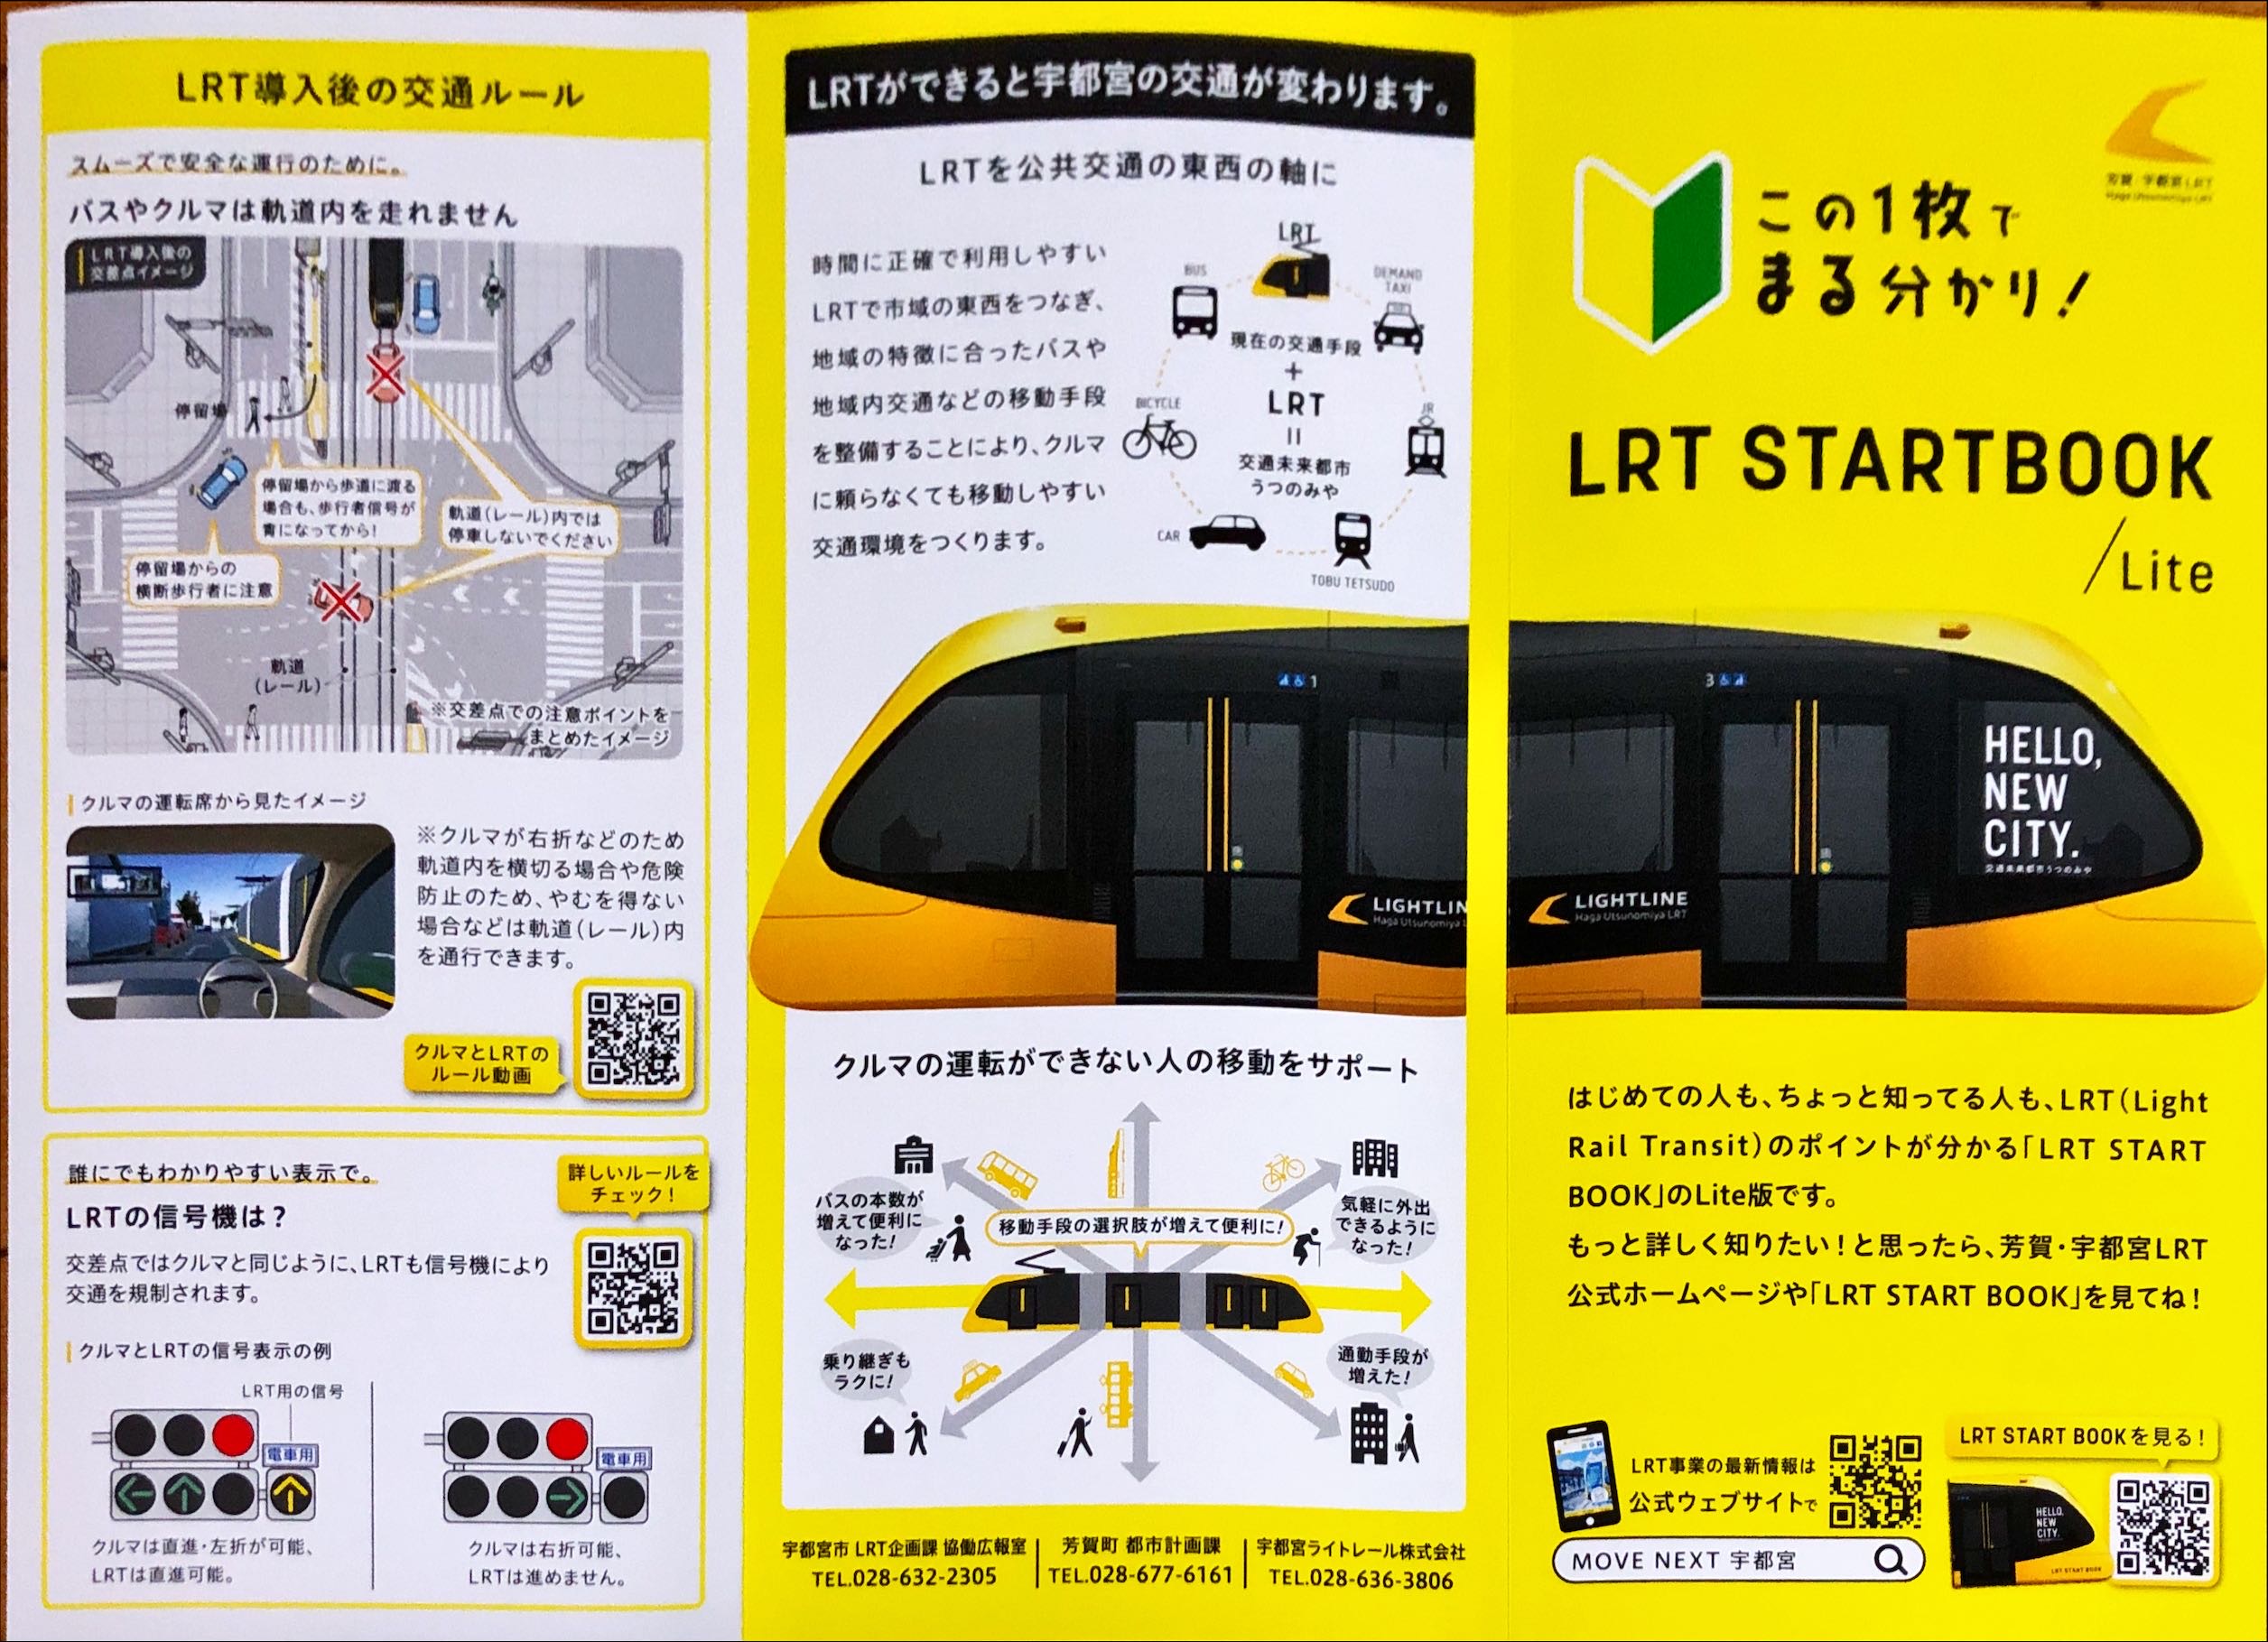 LRT導入後の交通ルール
スムーズで安全な運行のために。
バスやクルマは軌道内を走れません
LRT導入後の
交差点イメージ
停留場
停留場から歩道に渡る
場合も、歩行者信号が
青になってから!
軌道(レール)内では
停車しないでください
停留場からの
横断歩行者に注意
軌道
(レール)
※交差点での注意ポイントを
まとめたイメージ
クルマの運転席から見たイメージ
※クルマが右折などのため
軌道内を横切る場合や危険
防止のため、やむを得ない
場合などは軌道(レール)内
を通行できます。
クルマとLRTの
ルール動画
誰にでもわかりやすい表示で。
LRTの信号機は?
詳しいルールを
チェック!
交差点ではクルマと同じように、LRTも信号機により
交通を規制されます。
クルマとLRTの信号表示の例
LRT用の信号
電車用
電車用
クルマは直進・左折が可能、
LRTは直進可能。
クルマは右折可能、
LRTは進めません。
LRTができると宇都宮の交通が変わります。
LRTを公共交通の東西の軸に
時間に正確で利用しやすい
LRTで市域の東西をつなぎ、
地域の特徴に合ったバスや
地域内交通などの移動手段
を整備することにより、クルマ
に頼らなくても移動しやすい
交通環境をつくります。
LRT
BUS
DEMAND
TAXI
現在の交通手段
+
LRT
=
交通未来都市
うつのみや
BICYCLE
JR
CAR
TOBU TETSUDO
1
LIGHTLIN
Haga Utsunomiya L
クルマの運転ができない人の移動をサポート
バスの本数が
増えて便利に
なった!
移動手段の選択肢が増えて便利に!
気軽に外出
できるように
なった!
乗り継ぎも
ラクに!
通勤手段が
増えた!
宇都宮市 LRT企画課 協働広報室
TEL.028-632-2305
芳賀町 都市計画課
TEL.028-677-6161
宇都宮ライトレール株式会社
TEL.028-636-3806
芳賀・宇都宮LRT
Haga Utsunomiya LRT
この1枚で
まる分かり!
LRT STARTBOOK
/Lite
3
HELLO,
NEW
CITY.
交通未来都市うつのみや
LIGHTLINE
Haga Utsunomiya LRT
はじめての人も、ちょっと知ってる人も、LRT(Light
Rail Transit)のポイントが分かる「LRT START
BOOK」のLite版です。
もっと詳しく知りたい!と思ったら、芳賀・宇都宮LRT
公式ホームページや「LRT START BOOK」を見てね!
LRT事業の最新情報は
公式ウェブサイトで
MOVE NEXT 宇都宮
LRT START BOOKを見る!
HELLO,
NEW
CITY.
LRT START BOOK